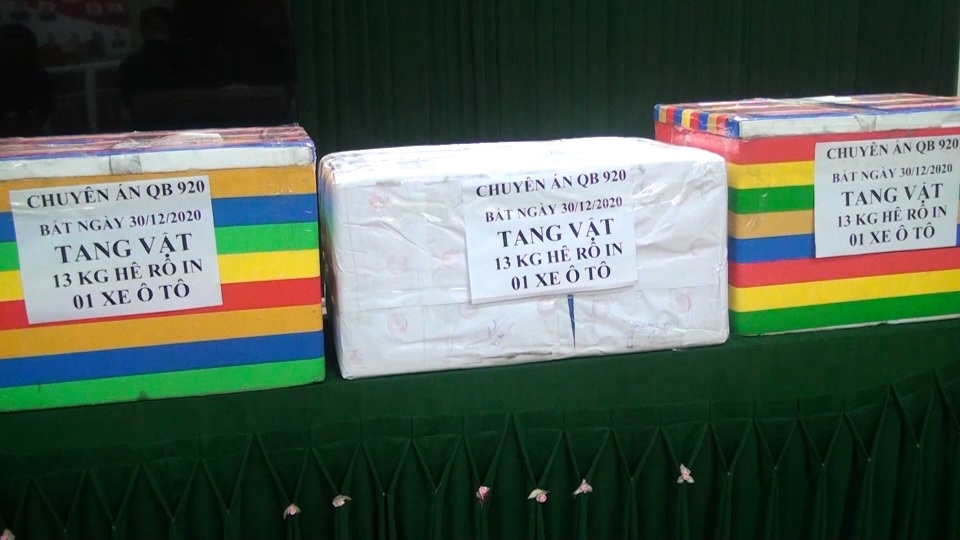 CHUYÊN ÁN QB 920
BẮT NGÀY 30/12/2020
TANG VẬT
13 KG HÊ RÔ IN
01 XE Ô TÔ
CHUYÊN ÁN QB 920
BẮT NGÀY 30/12/2020
TANG VẬT
13 KG HÊ RÔ IN
01 XE Ô TÔ
CHUYÊN ÁN QB 920
BẮT NGÀY 30/12/2020
TANG VẬT
13 KG HÊ RÔ IN
01 XE Ô TÔ